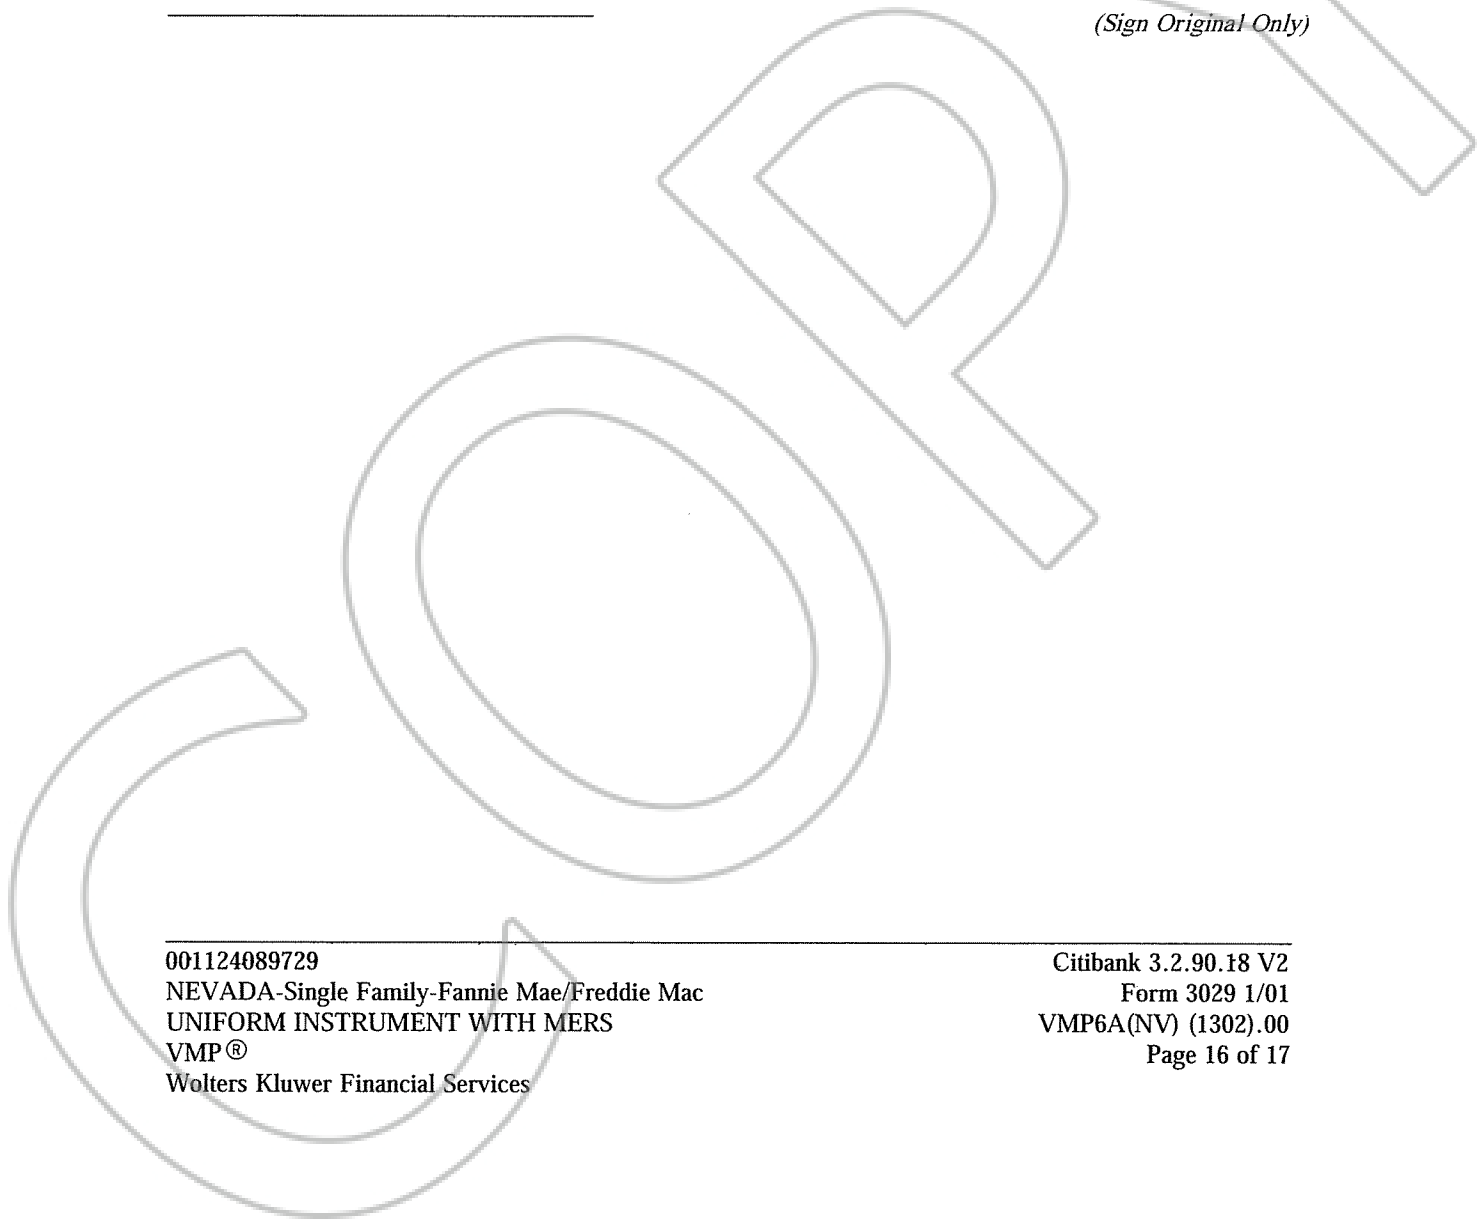 (Sign Original Only)
COPY
001124089729
NEVADA-Single Family-Fannie Mae/Freddie Mac
UNIFORM INSTRUMENT WITH MERS
VMP®
Wolters Kluwer Financial Services
Citibank 3.2.90.18 V2
Form 3029 1/01
VMP6A(NV) (1302).00
Page 16 of 17